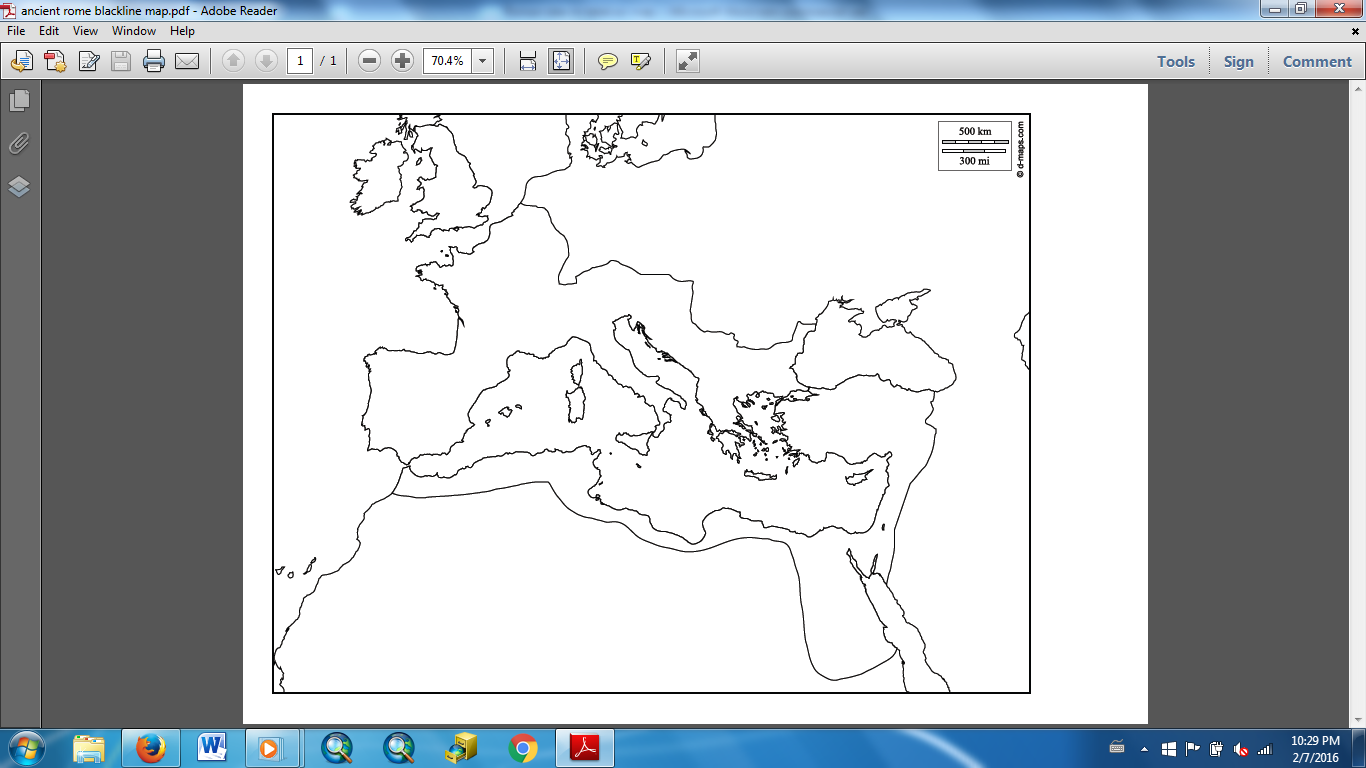 ancient rome blackline map.pdf - Adobe Reader
File Edit View Window Help
1 / 1 70.4% Tools Sign Comment
500 km
300 mi
© d-maps.com
10:29 PM
2/7/2016